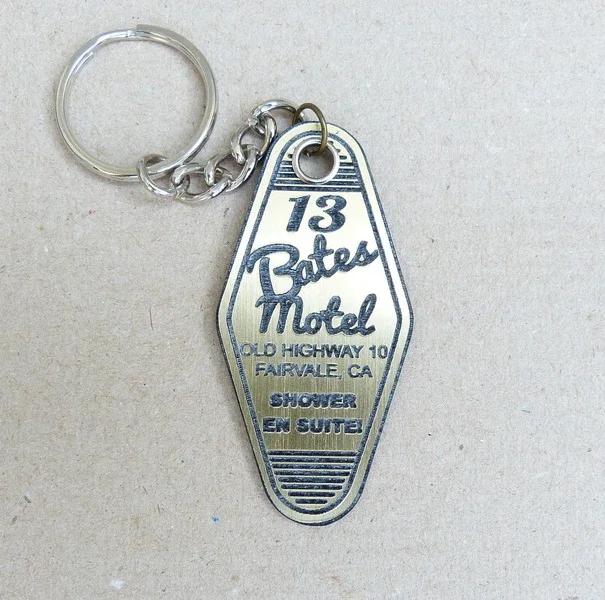 13
Bates
Motel
OLD HIGHWAY 10
FAIRVALE, CA
SHOWER
EN SUITE!